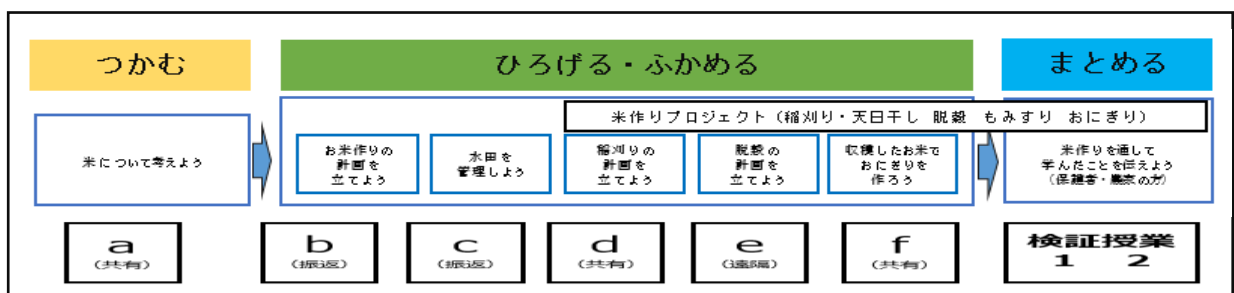 つかむ
ひろげる・ふかめる
まとめる
米作りプロジェクト（稲刈り・天日干し 脱穀 もみすり おにぎり）
米について考えよう
お米作りの
計画を
立てよう
水田を
管理しよう
稲刈りの
計画を
立てよう
脱穀の
計画を
立てよう
収穫したお米で
おにぎりを
作ろう
米作りを通して
学んだことを伝えよう
（保護者・農家の方）
a
（共有）
b
（振返）
c
（振返）
d
（共有）
e
（遠隔）
f
（共有）
検証授業
1 2